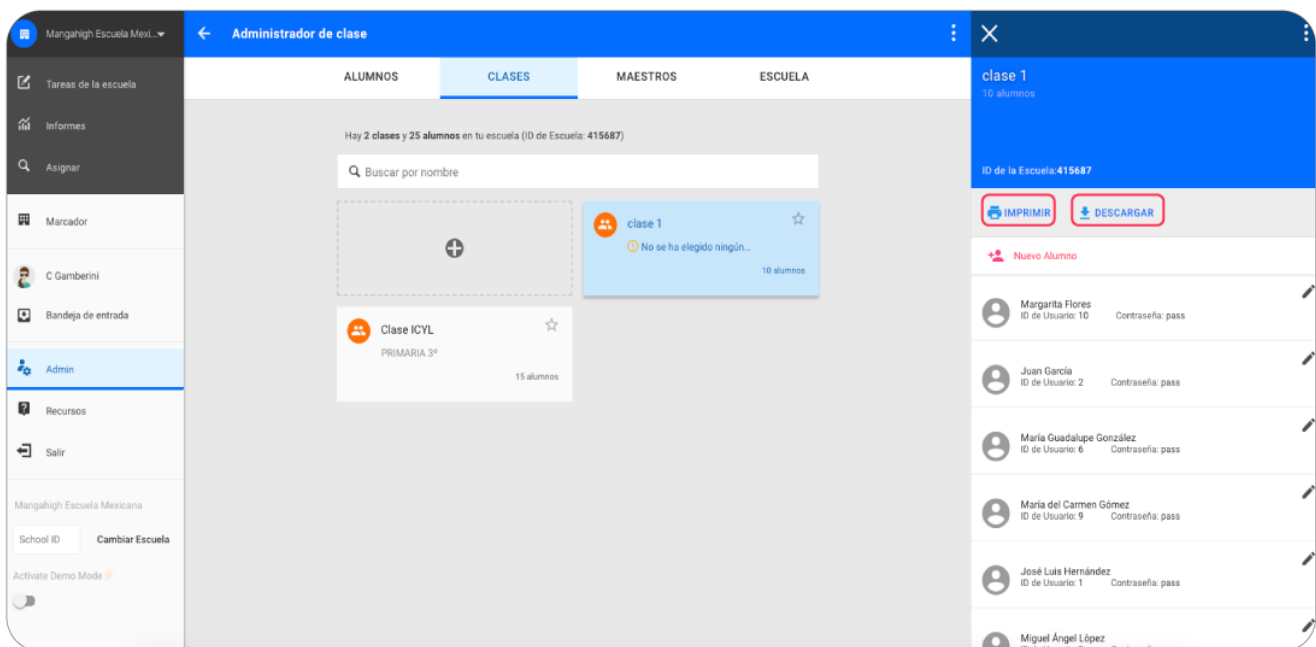 Mangahigh Escuela Mexi...
Tareas de la escuela
Informes
Asignar
Marcador
C Gamberini
Bandeja de entrada
Admin
Recursos
Salir
Mangahigh Escuela Mexicana
School ID
Cambiar Escuela
Activate Demo Mode
Administrador de clase
ALUMNOS
CLASES
MAESTROS
ESCUELA
Hay 2 clases y 25 alumnos en tu escuela (ID de Escuela: 415687)
Buscar por nombre
clase 1
No se ha elegido ningún...
10 alumnos
Clase ICYL
PRIMARIA 3º
15 alumnos
clase 1
10 alumnos
ID de la Escuela:415687
IMPRIMIR
DESCARGAR
Nuevo Alumno
Margarita Flores
ID de Usuario: 10 Contraseña: pass
Juan García
ID de Usuario: 2 Contraseña: pass
María Guadalupe González
ID de Usuario: 6 Contraseña: pass
María del Carmen Gómez
ID de Usuario: 9 Contraseña: pass
José Luis Hernández
ID de Usuario: 1 Contraseña: pass
Miguel Ángel López